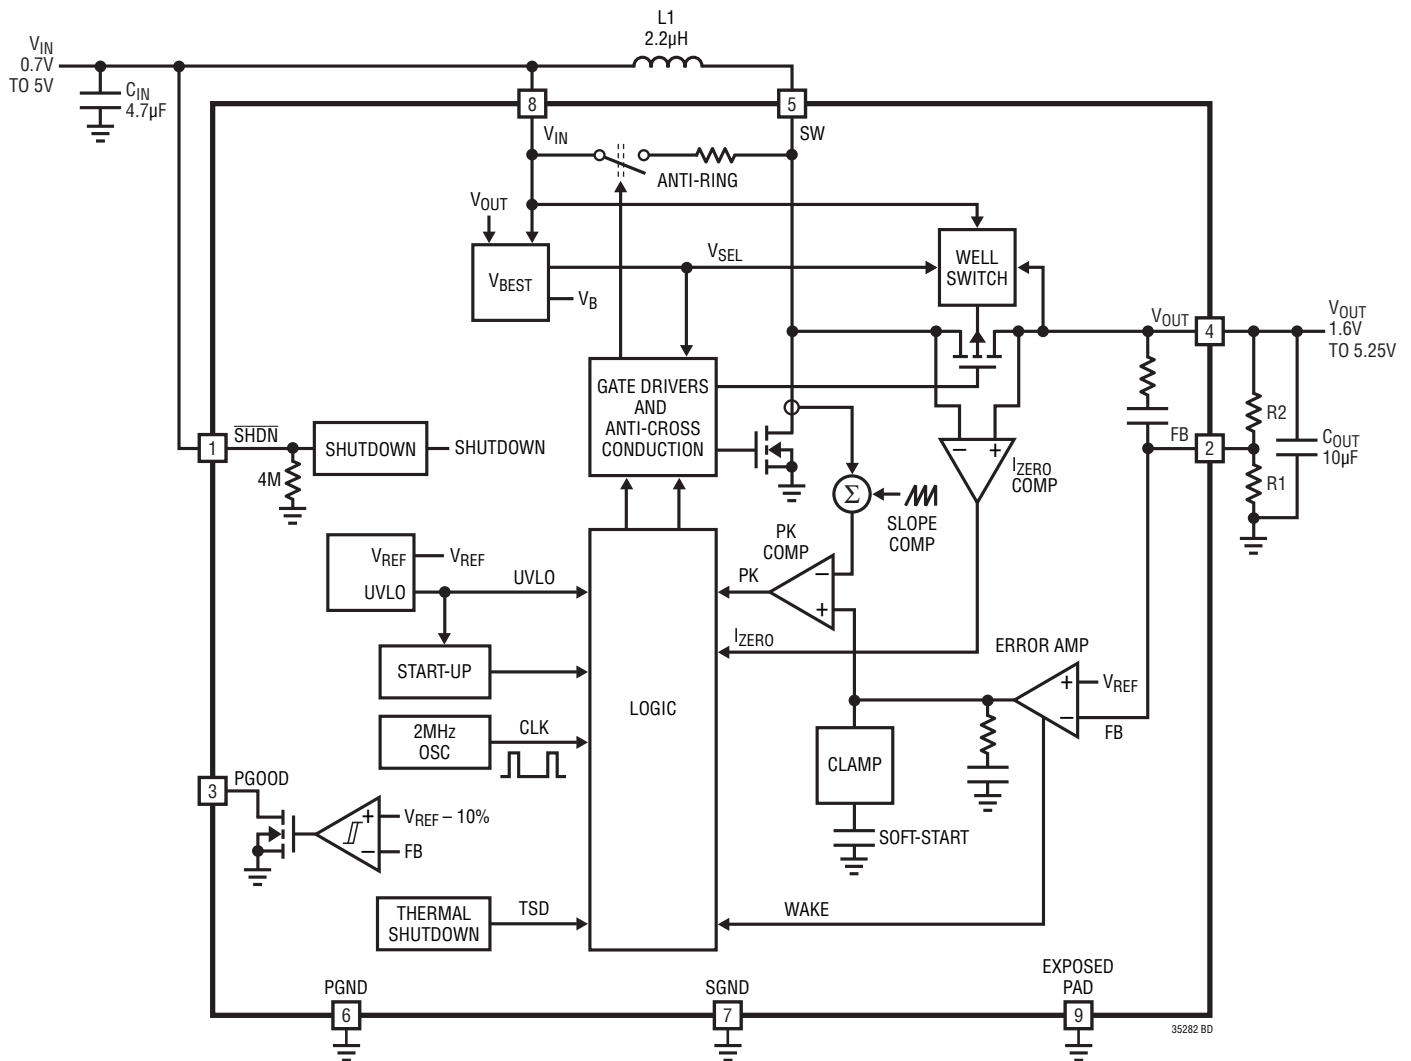 L1
2.2µH
VIN
0.7V
TO 5V
CIN
4.7µF
8
5
VIN
SW
ANTI-RING
VOUT
VSEL
WELL
SWITCH
VBEST
VB
VOUT
4
VOUT
1.6V
TO 5.25V
GATE DRIVERS
AND
ANTI-CROSS
CONDUCTION
R2
FB
2
COUT
10µF
R1
1
SHDN
SHUTDOWN
SHUTDOWN
4M
– +
IZERO
COMP
Σ
SLOPE
COMP
PK
COMP
VREF
VREF
UVLO
UVLO
PK
–
+
IZERO
ERROR AMP
START-UP
LOGIC
+
VREF
–
FB
2MHz
OSC
CLK
CLAMP
3
PGOOD
+
VREF – 10%
–
FB
SOFT-START
THERMAL
SHUTDOWN
TSD
WAKE
PGND
6
SGND
7
EXPOSED
PAD
9
35282 BD